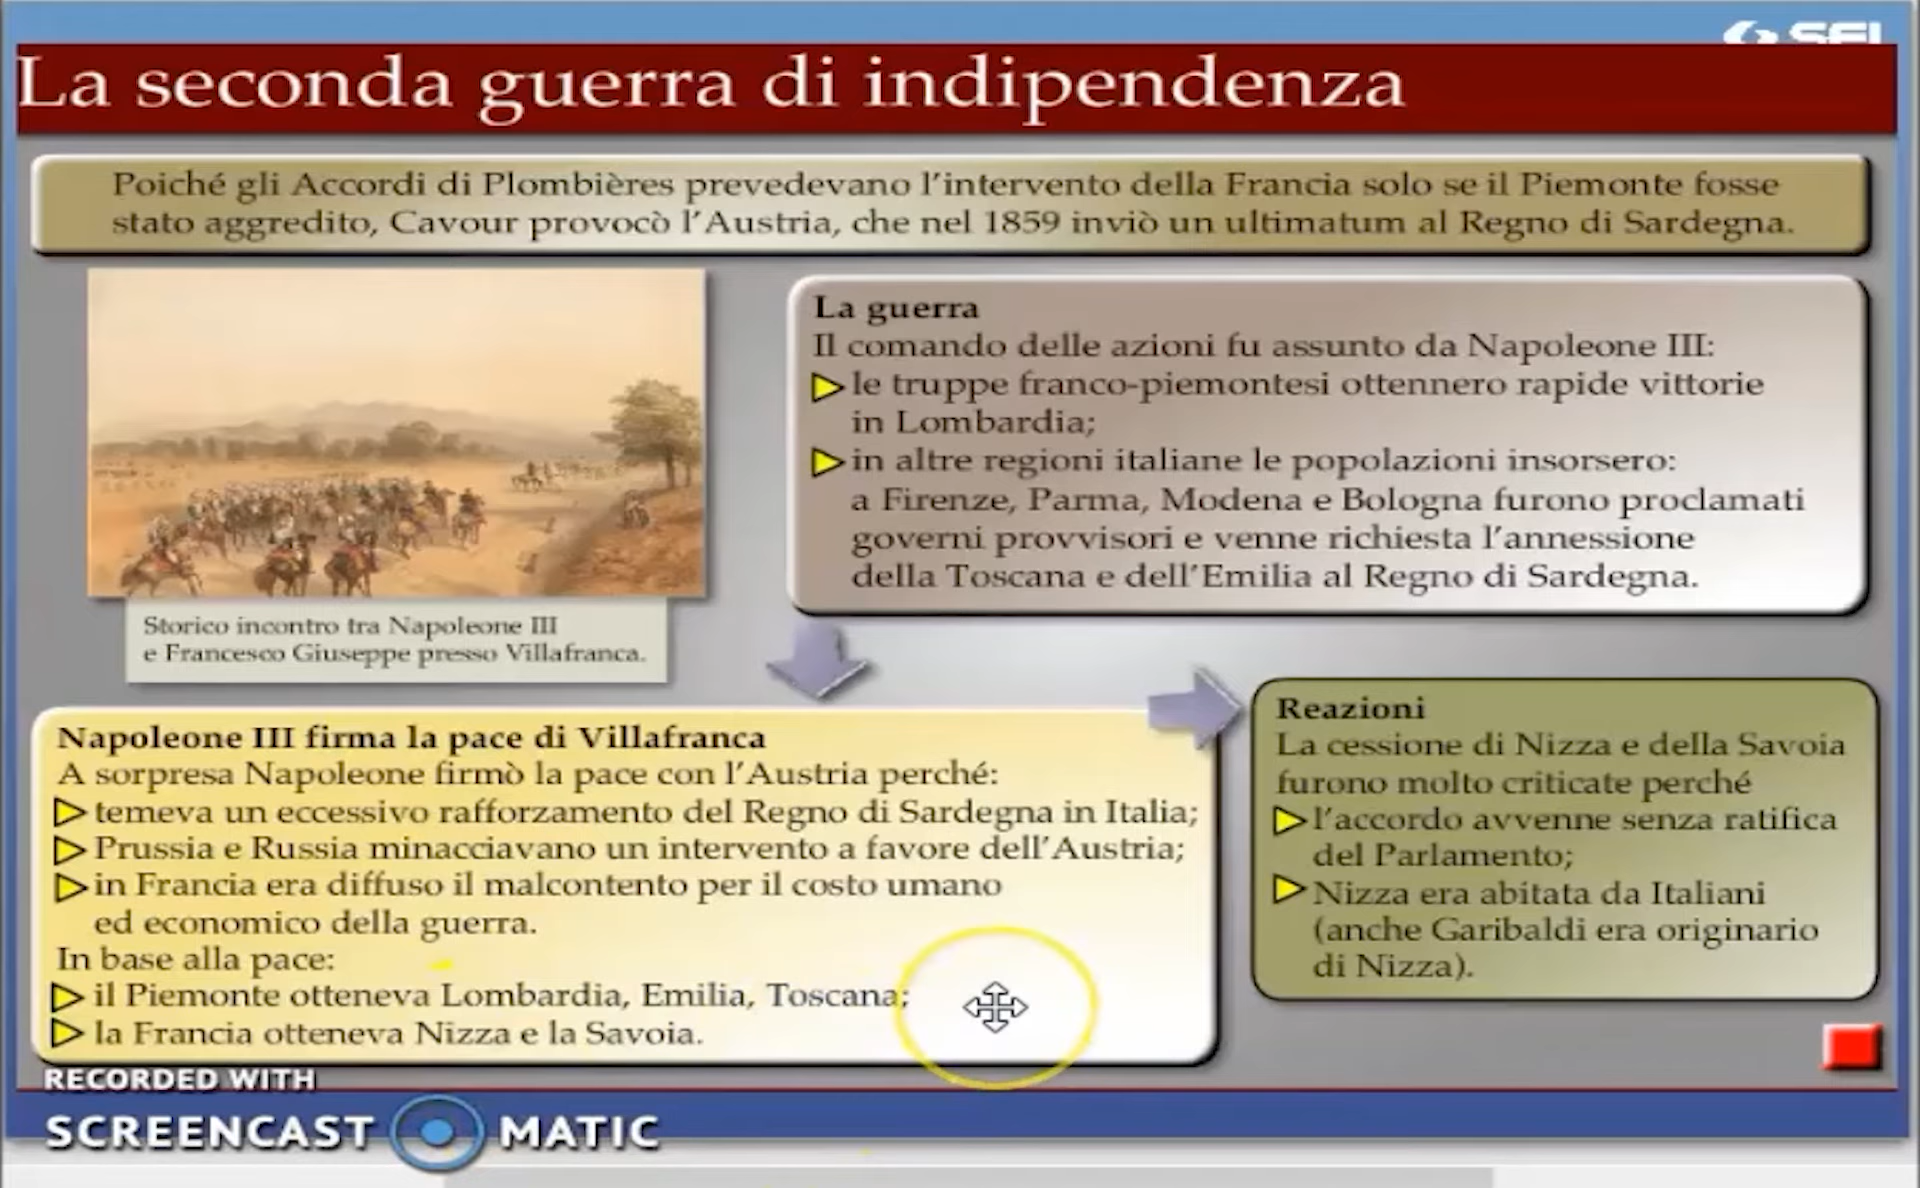 SEI
La seconda guerra di indipendenza
Poiché gli Accordi di Plombières prevedevano l'intervento della Francia solo se il Piemonte fosse
stato aggredito, Cavour provocò l'Austria, che nel 1859 inviò un ultimatum al Regno di Sardegna.
La guerra
Il comando delle azioni fu assunto da Napoleone III:
le truppe franco-piemontesi ottennero rapide vittorie
in Lombardia;
in altre regioni italiane le popolazioni insorsero:
a Firenze, Parma, Modena e Bologna furono proclamati
governi provvisori e venne richiesta l'annessione
della Toscana e dell'Emilia al Regno di Sardegna.
Storico incontro tra Napoleone III
e Francesco Giuseppe presso Villafranca.
Napoleone III firma la pace di Villafranca
A sorpresa Napoleone firmò la pace con l'Austria perché:
temeva un eccessivo rafforzamento del Regno di Sardegna in Italia;
Prussia e Russia minacciavano un intervento a favore dell'Austria;
in Francia era diffuso il malcontento per il costo umano
ed economico della guerra.
In base alla pace:
il Piemonte otteneva Lombardia, Emilia, Toscana;
la Francia otteneva Nizza e la Savoia.
Reazioni
La cessione di Nizza e della Savoia
furono molto criticate perché
l'accordo avvenne senza ratifica
del Parlamento;
Nizza era abitata da Italiani
(anche Garibaldi era originario
di Nizza).
RECORDED WITH
SCREENCAST MATIC